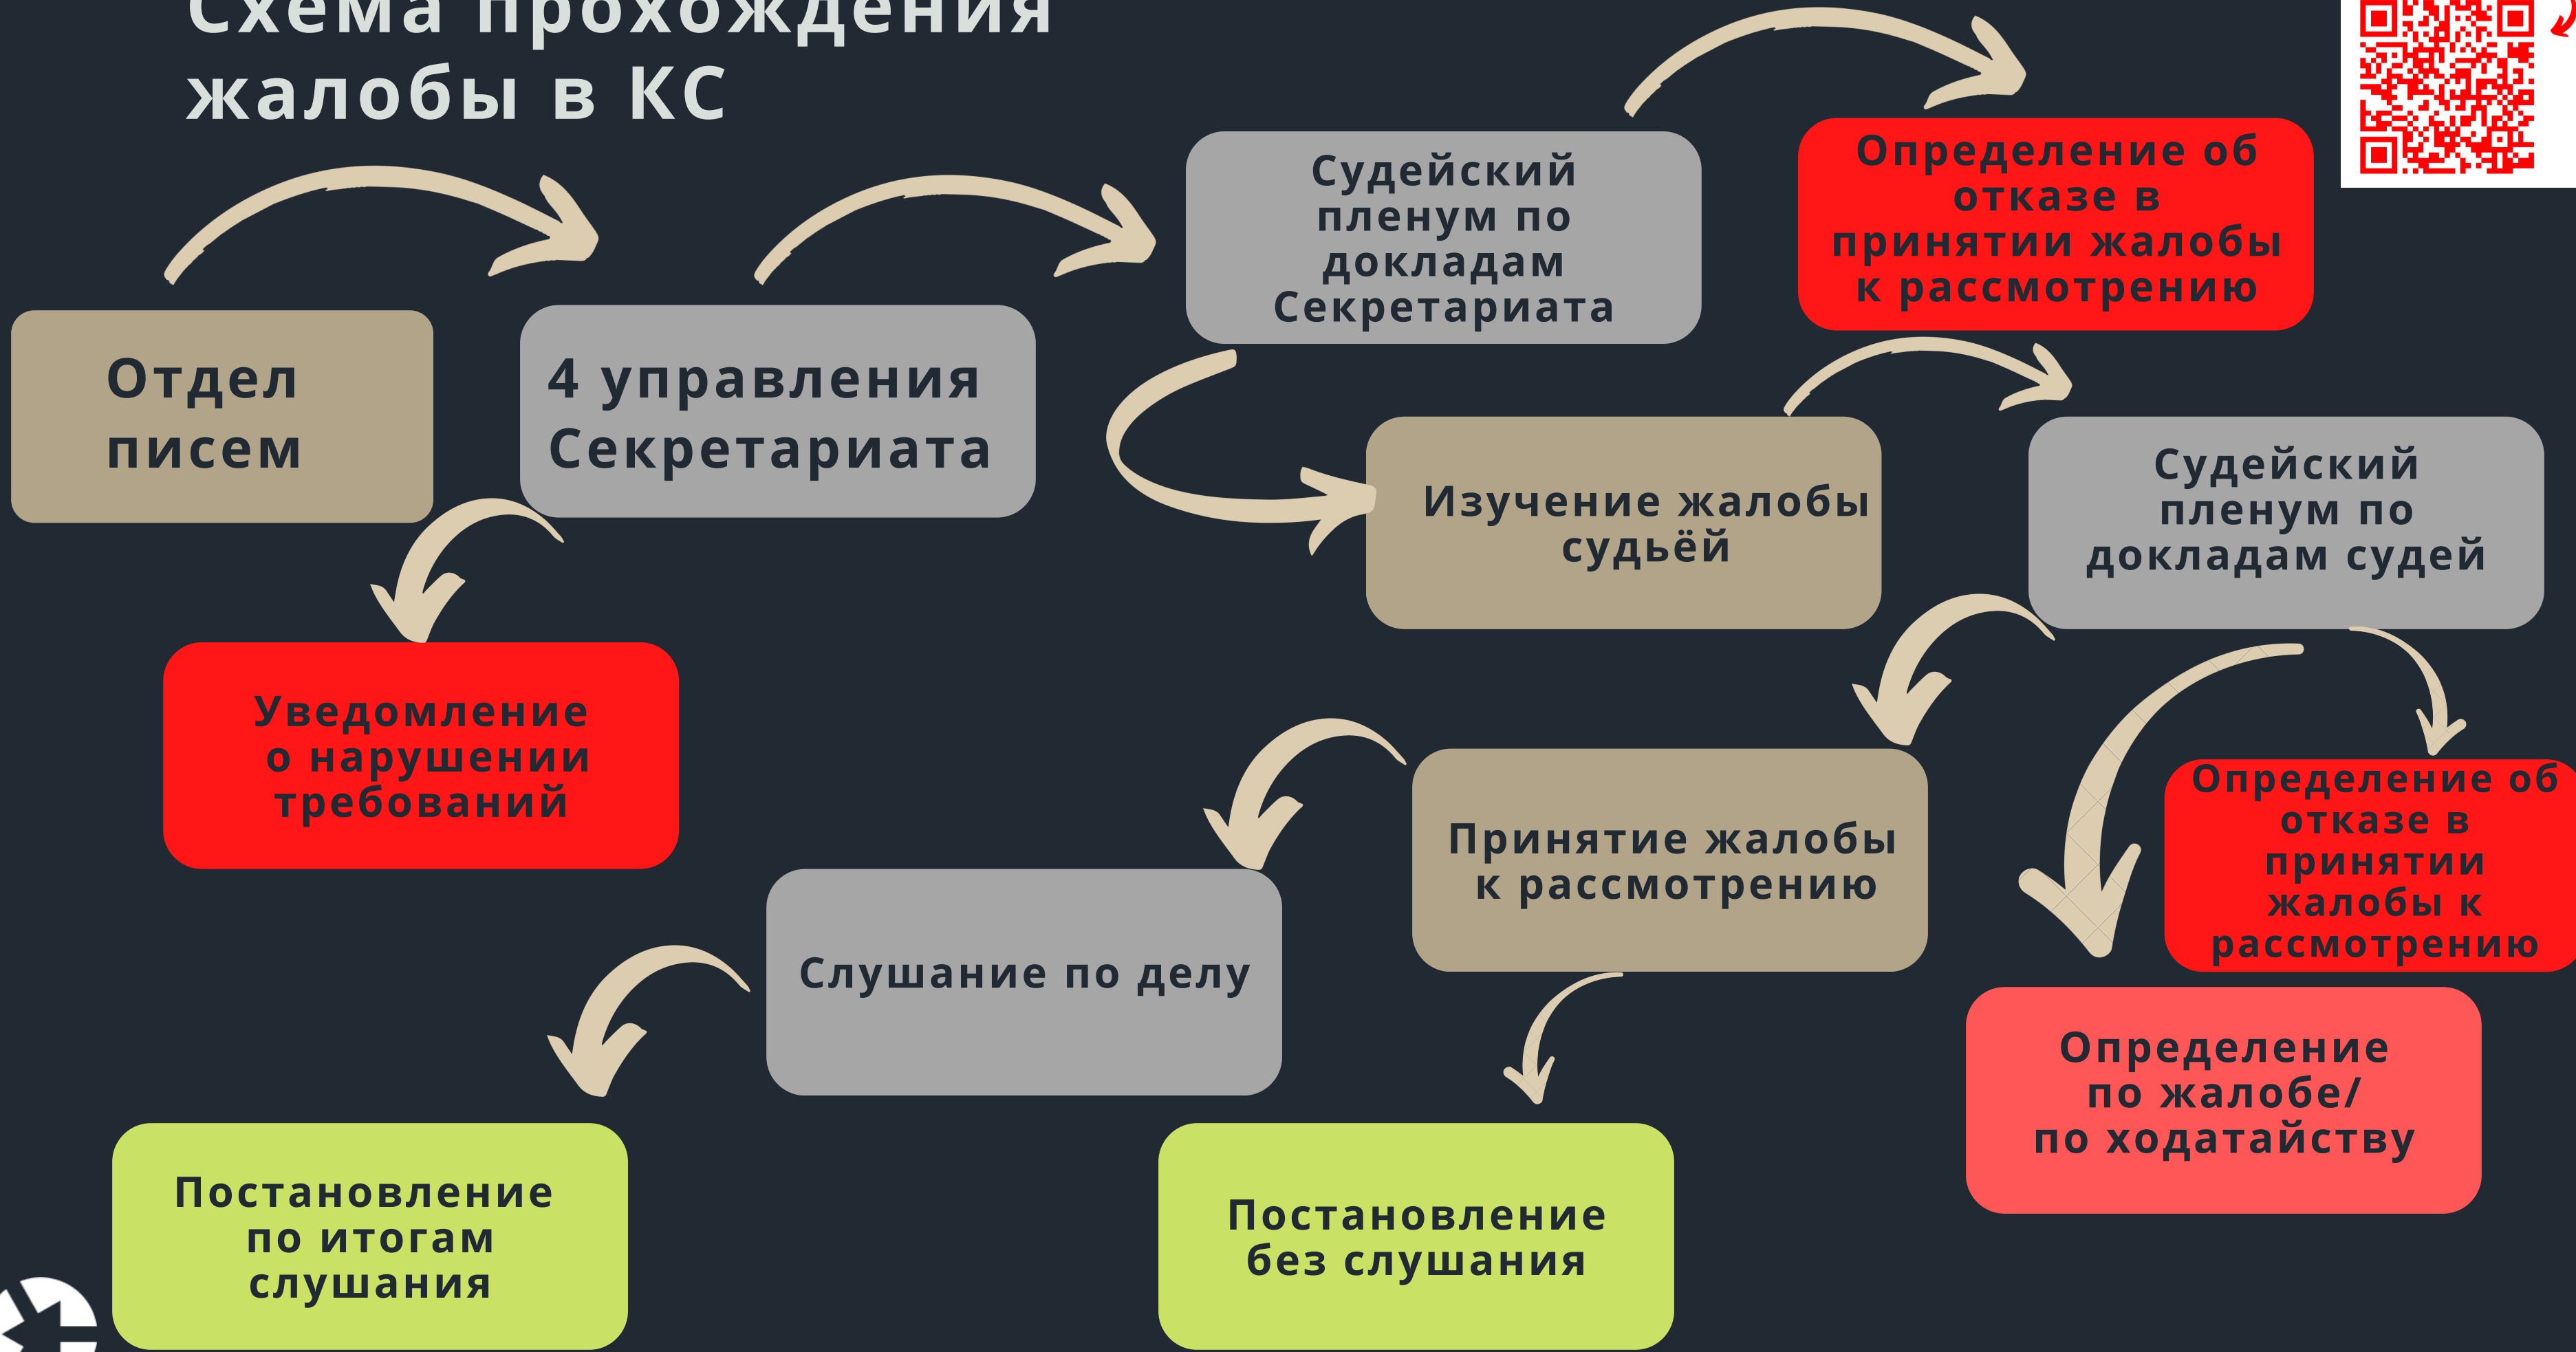 Схема прохождения
жалобы в КС
Отдел
писем
4 управления
Секретариата
Судейский
пленум по
докладам
Секретариата
Определение об
отказе в
принятии жалобы
к рассмотрению
Изучение жалобы
судьёй
Судейский
пленум по
докладам судей
Уведомление
о нарушении
требований
Принятие жалобы
к рассмотрению
Определение об
отказе в
принятии
жалобы к
рассмотрению
Слушание по делу
Определение
по жалобе/
по ходатайству
Постановление
по итогам
слушания
Постановление
без слушания